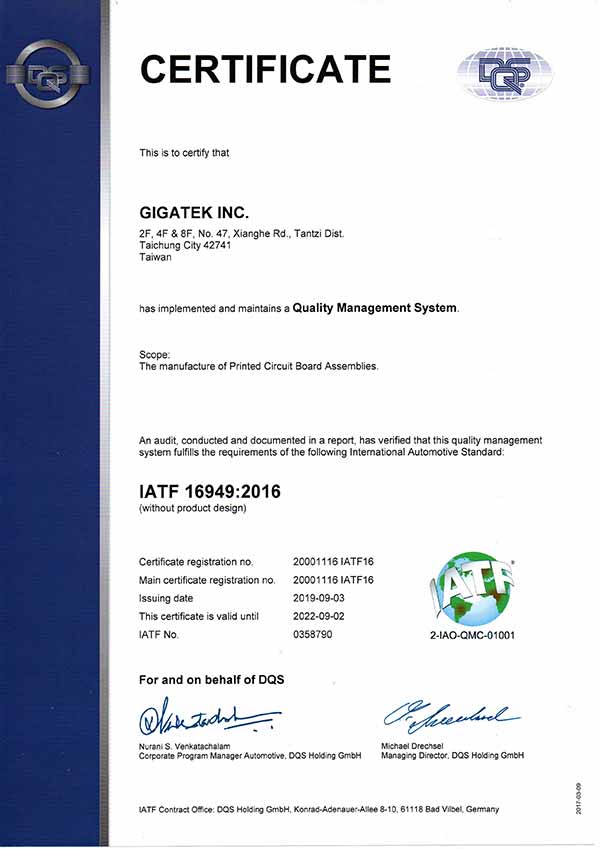 DQS
CERTIFICATE
DQS
This is to certify that
GIGATEK INC.
2F, 4F & 8F, No. 47, Xianghe Rd., Tantzi Dist.
Taichung City 42741
Taiwan
has implemented and maintains a Quality Management System.
Scope:
The manufacture of Printed Circuit Board Assemblies.
An audit, conducted and documented in a report, has verified that this quality management
system fulfills the requirements of the following International Automotive Standard:
IATF 16949:2016
(without product design)
Certificate registration no. 20001116 IATF16
Main certificate registration no. 20001116 IATF16
Issuing date 2019-09-03
This certificate is valid until 2022-09-02
IATF No. 0358790
IATF®
2-IAO-QMC-01001
For and on behalf of DQS
Nurani S. Venkatachalam
Corporate Program Manager Automotive, DQS Holding GmbH
Michael Drechsel
Managing Director, DQS Holding GmbH
IATF Contract Office: DQS Holding GmbH, Konrad-Adenauer-Allee 8-10, 61118 Bad Vilbel, Germany
2017-03-09